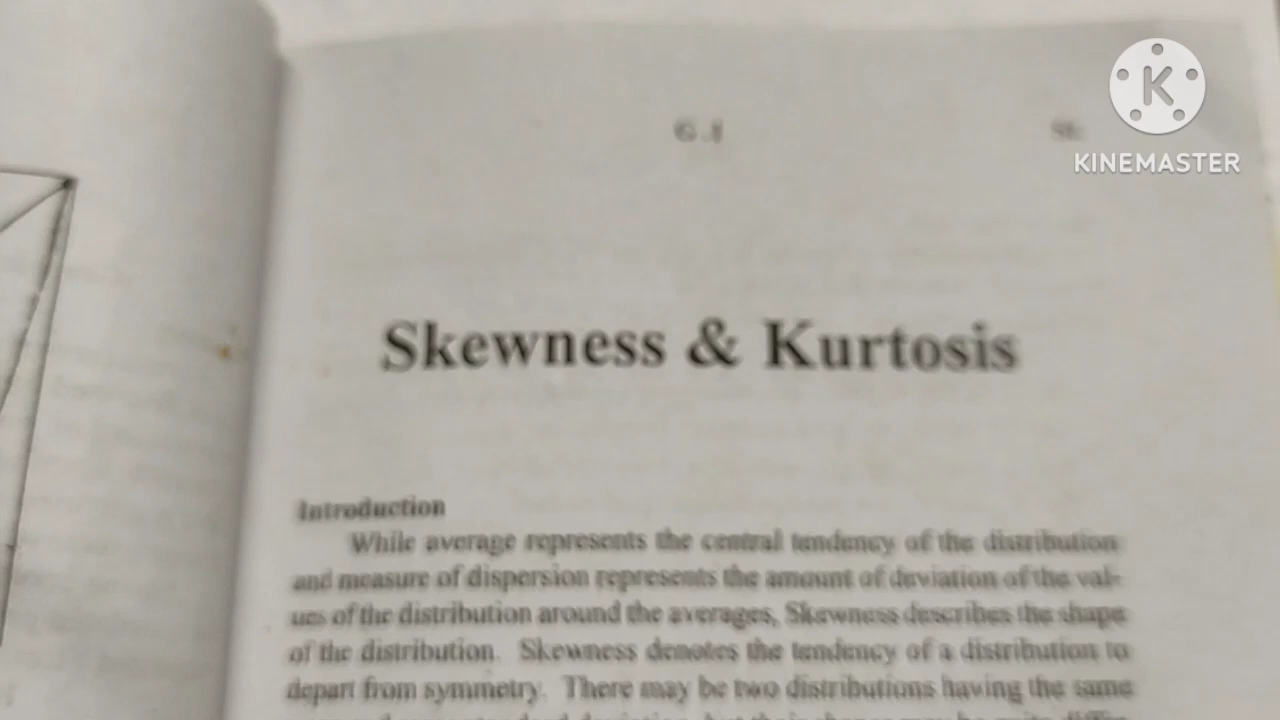 K
KINEMASTER
Skewness & Kurtosis
Introduction
While average represents the central tendency of the distribution
and measure of dispersion represents the amount of deviation of the val-
ues of the distribution around the averages, Skewness describes the shape
of the distribution. Skewness denotes the tendency of a distribution to
depart from symmetry. There may be two distributions having the same